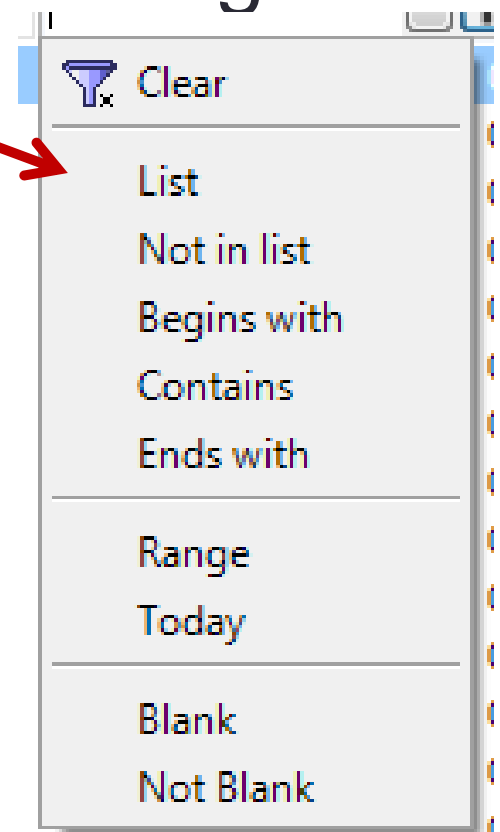 Clear
List
Not in list
Begins with
Contains
Ends with
Range
Today
Blank
Not Blank